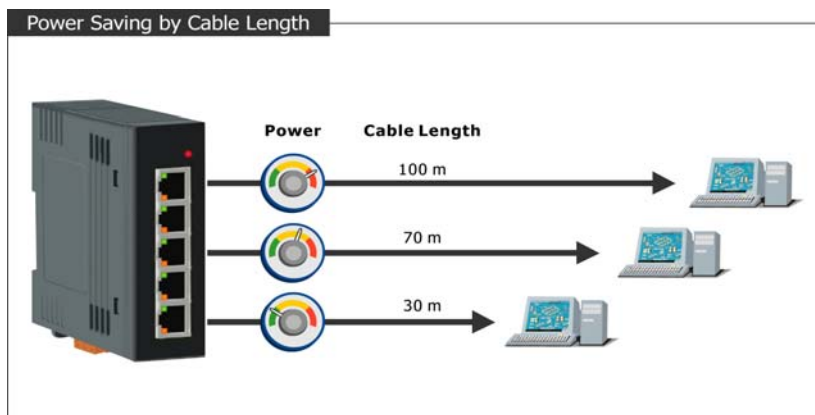 Power Saving by Cable Length
Power Cable Length
100 m
70 m
30 m